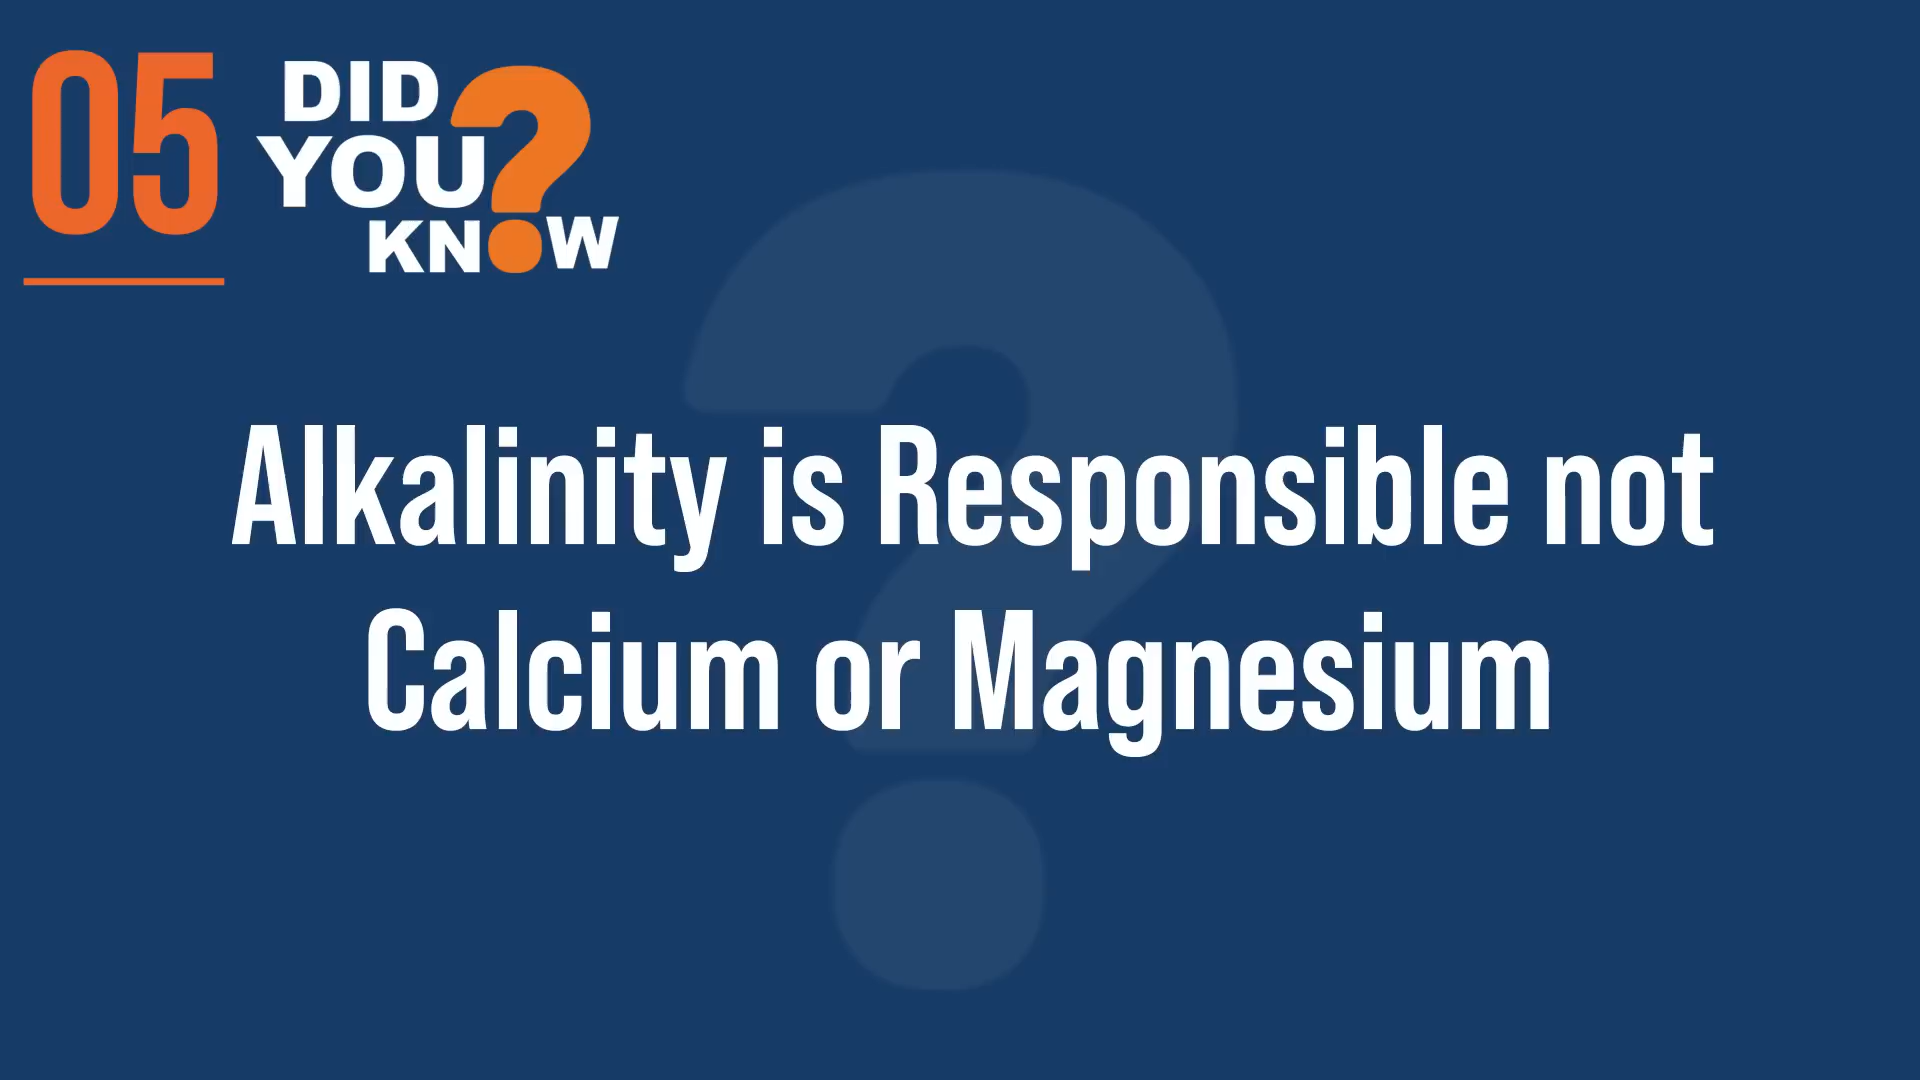 05
DID
YOU?
KNOW
Alkalinity is Responsible not
Calcium or Magnesium